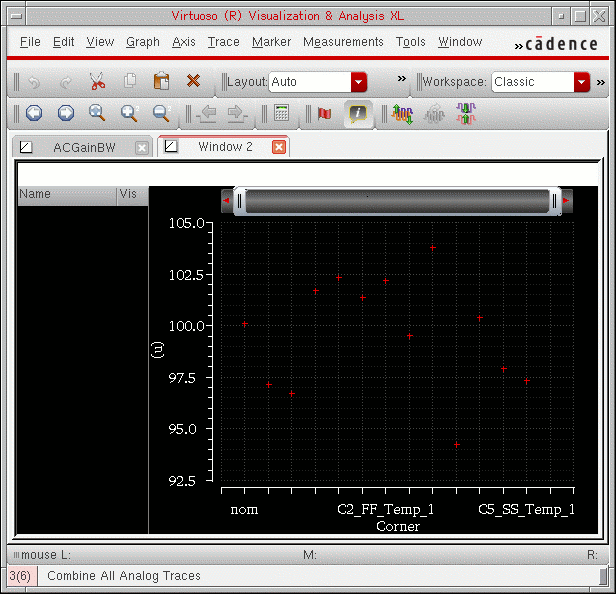 Virtuoso (R) Visualization & Analysis XL
File Edit View Graph Axis Trace Marker Measurements Tools Window » cādence
Layout: Auto » Workspace: Classic »
ACGainBW Window 2
Name Vis
105.0
102.5
100.0
(u)
97.5
95.0
92.5
nom C2_FF_Temp_1 C5_SS_Temp_1
Corner
mouse L: M: R:
3(6) Combine All Analog Traces